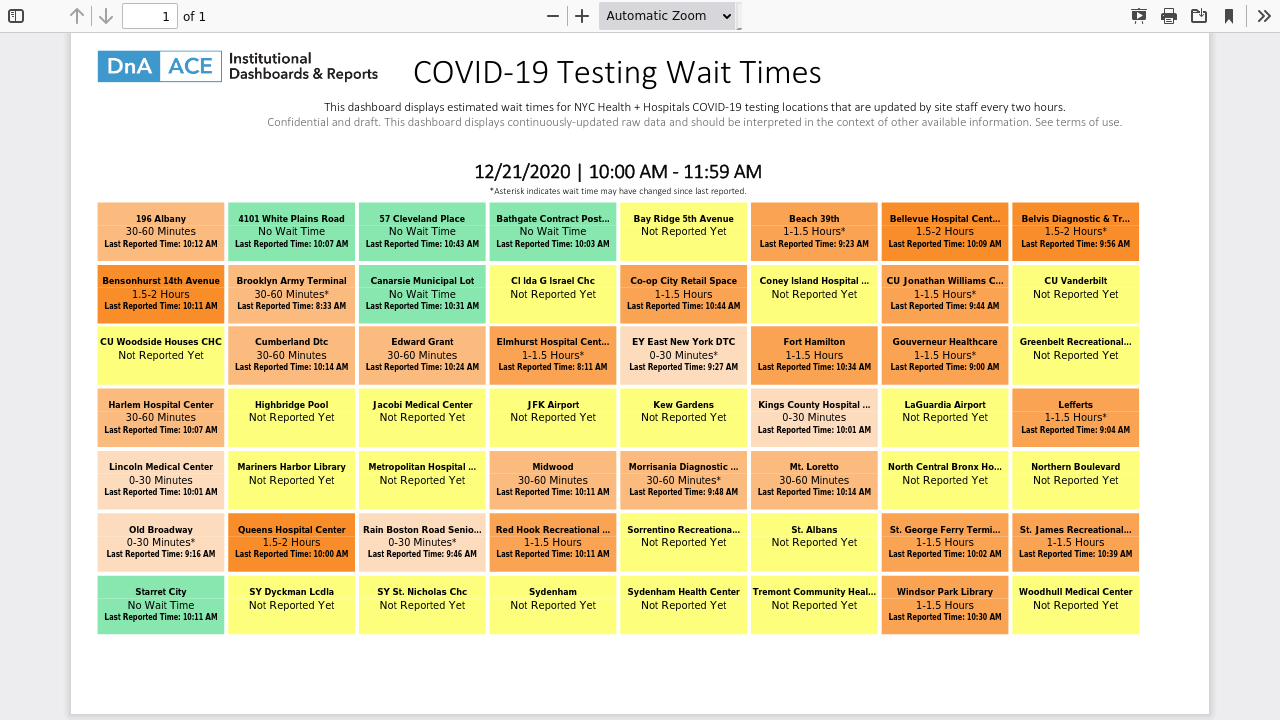 1 of 1 Automatic Zoom
DnA ACE Institutional Dashboards & Reports
COVID-19 Testing Wait Times
This dashboard displays estimated wait times for NYC Health + Hospitals COVID-19 testing locations that are updated by site staff every two hours.
Confidential and draft. This dashboard displays continuously-updated raw data and should be interpreted in the context of other available information. See terms of use.
12/21/2020 | 10:00 AM - 11:59 AM
*Asterisk indicates wait time may have changed since last reported.
196 Albany
30-60 Minutes
Last Reported Time: 10:12 AM
4101 White Plains Road
No Wait Time
Last Reported Time: 10:07 AM
57 Cleveland Place
No Wait Time
Last Reported Time: 10:43 AM
Bathgate Contract Post...
No Wait Time
Last Reported Time: 10:03 AM
Bay Ridge 5th Avenue
Not Reported Yet
Beach 39th
1-1.5 Hours*
Last Reported Time: 9:23 AM
Bellevue Hospital Cent...
1.5-2 Hours
Last Reported Time: 10:09 AM
Belvis Diagnostic & Tr...
1.5-2 Hours*
Last Reported Time: 9:56 AM
Bensonhurst 14th Avenue
1.5-2 Hours
Last Reported Time: 10:11 AM
Brooklyn Army Terminal
30-60 Minutes*
Last Reported Time: 8:33 AM
Canarsie Municipal Lot
No Wait Time
Last Reported Time: 10:31 AM
Cl Ida G Israel Chc
Not Reported Yet
Co-op City Retail Space
1-1.5 Hours
Last Reported Time: 10:44 AM
Coney Island Hospital ...
Not Reported Yet
CU Jonathan Williams C...
1-1.5 Hours*
Last Reported Time: 9:44 AM
CU Vanderbilt
Not Reported Yet
CU Woodside Houses CHC
Not Reported Yet
Cumberland Dtc
30-60 Minutes
Last Reported Time: 10:14 AM
Edward Grant
30-60 Minutes
Last Reported Time: 10:24 AM
Elmhurst Hospital Cent...
1-1.5 Hours*
Last Reported Time: 8:11 AM
EY East New York DTC
0-30 Minutes*
Last Reported Time: 9:27 AM
Fort Hamilton
1-1.5 Hours
Last Reported Time: 10:34 AM
Gouverneur Healthcare
1-1.5 Hours*
Last Reported Time: 9:00 AM
Greenbelt Recreational...
Not Reported Yet
Harlem Hospital Center
30-60 Minutes
Last Reported Time: 10:07 AM
Highbridge Pool
Not Reported Yet
Jacobi Medical Center
Not Reported Yet
JFK Airport
Not Reported Yet
Kew Gardens
Not Reported Yet
Kings County Hospital ...
0-30 Minutes
Last Reported Time: 10:01 AM
LaGuardia Airport
Not Reported Yet
Lefferts
1-1.5 Hours*
Last Reported Time: 9:04 AM
Lincoln Medical Center
0-30 Minutes
Last Reported Time: 10:01 AM
Mariners Harbor Library
Not Reported Yet
Metropolitan Hospital ...
Not Reported Yet
Midwood
30-60 Minutes
Last Reported Time: 10:11 AM
Morrisania Diagnostic ...
30-60 Minutes*
Last Reported Time: 9:48 AM
Mt. Loretto
30-60 Minutes
Last Reported Time: 10:14 AM
North Central Bronx Ho...
Not Reported Yet
Northern Boulevard
Not Reported Yet
Old Broadway
0-30 Minutes*
Last Reported Time: 9:16 AM
Queens Hospital Center
1.5-2 Hours
Last Reported Time: 10:00 AM
Rain Boston Road Senio...
0-30 Minutes*
Last Reported Time: 9:46 AM
Red Hook Recreational ...
1-1.5 Hours
Last Reported Time: 10:11 AM
Sorrentino Recreationa...
Not Reported Yet
St. Albans
Not Reported Yet
St. George Ferry Termi...
1-1.5 Hours
Last Reported Time: 10:02 AM
St. James Recreational...
1-1.5 Hours
Last Reported Time: 10:39 AM
Starret City
No Wait Time
Last Reported Time: 10:11 AM
SY Dyckman Lcdla
Not Reported Yet
SY St. Nicholas Chc
Not Reported Yet
Sydenham
Not Reported Yet
Sydenham Health Center
Not Reported Yet
Tremont Community Heal...
Not Reported Yet
Windsor Park Library
1-1.5 Hours
Last Reported Time: 10:30 AM
Woodhull Medical Center
Not Reported Yet